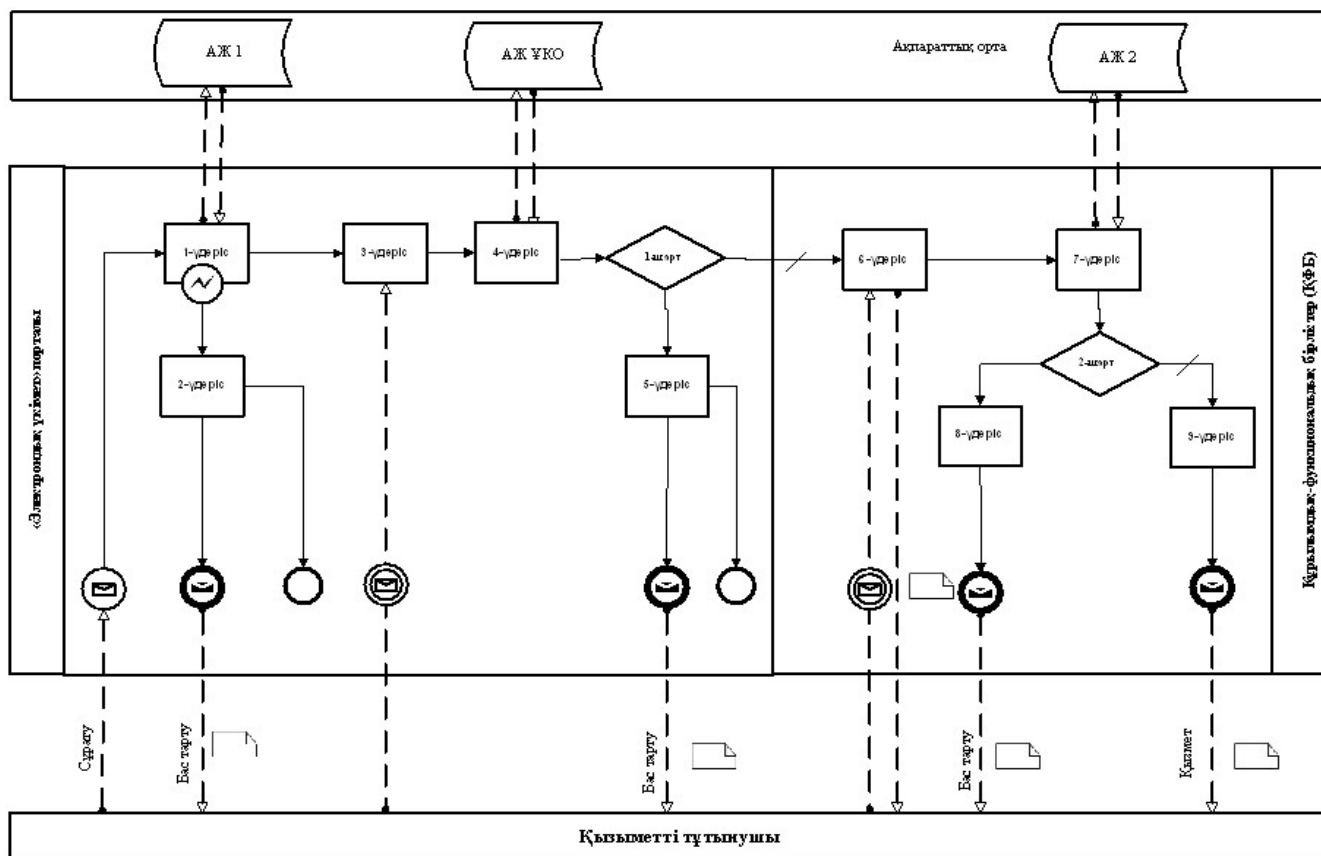 АЖ 1
АЖ ҰКО
Ақпараттық орта
АЖ 2
«Электрондық үкімет» порталы
1-үдеріс
3-үдеріс
4-үдеріс
1-шарт
6-үдеріс
7-үдеріс
2-үдеріс
5-үдеріс
2-шарт
8-үдеріс
9-үдеріс
Құрылымдық-функциональдық бірліктер (ҚФБ)
Сұрату
Бас тарту
Бас тарту
Бас тарту
Қызмет
Қызыметті тұтынушы